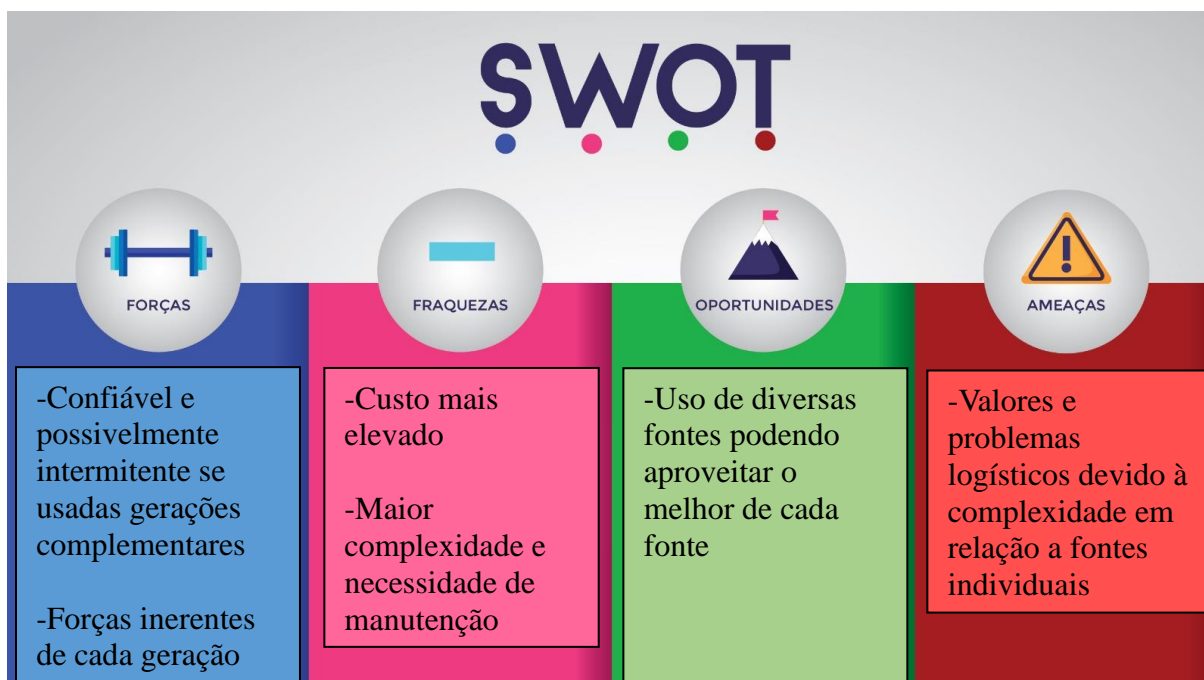 SWOT
FORÇAS
-Confiável e
possivelmente
intermitente se
usadas gerações
complementares
-Forças inerentes
de cada geração
FRAQUEZAS
-Custo mais
elevado
-Maior
complexidade e
necessidade de
manutenção
OPORTUNIDADES
-Uso de diversas
fontes podendo
aproveitar o
melhor de cada
fonte
AMEAÇAS
-Valores e
problemas
logísticos devido à
complexidade em
relação a fontes
individuais